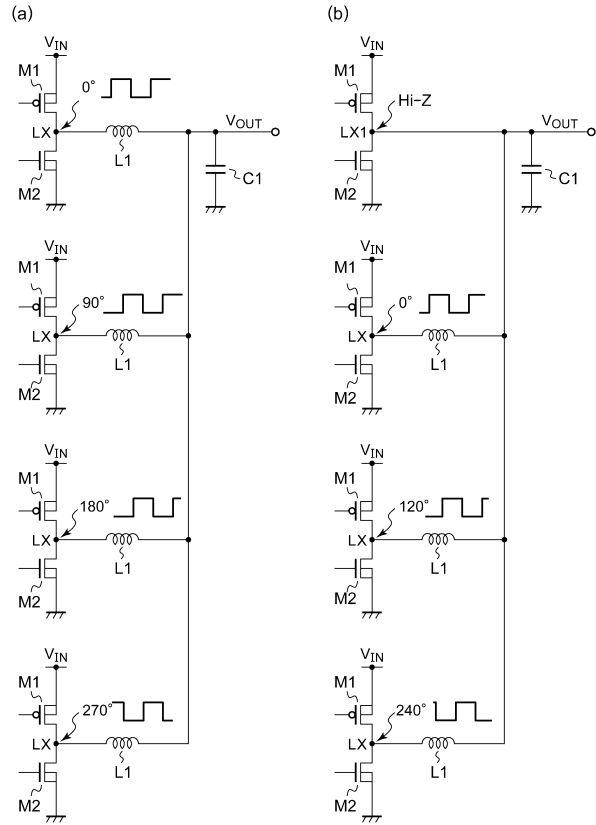 (a)
VIN
M1
0°
LX
L1
VOUT
C1
M2
VIN
M1
90°
LX
L1
M2
VIN
M1
180°
LX
L1
M2
VIN
M1
270°
LX
L1
M2
(b)
VIN
M1
Hi-Z
LX1
VOUT
C1
M2
VIN
M1
0°
LX
L1
M2
VIN
M1
120°
LX
L1
M2
VIN
M1
240°
LX
L1
M2